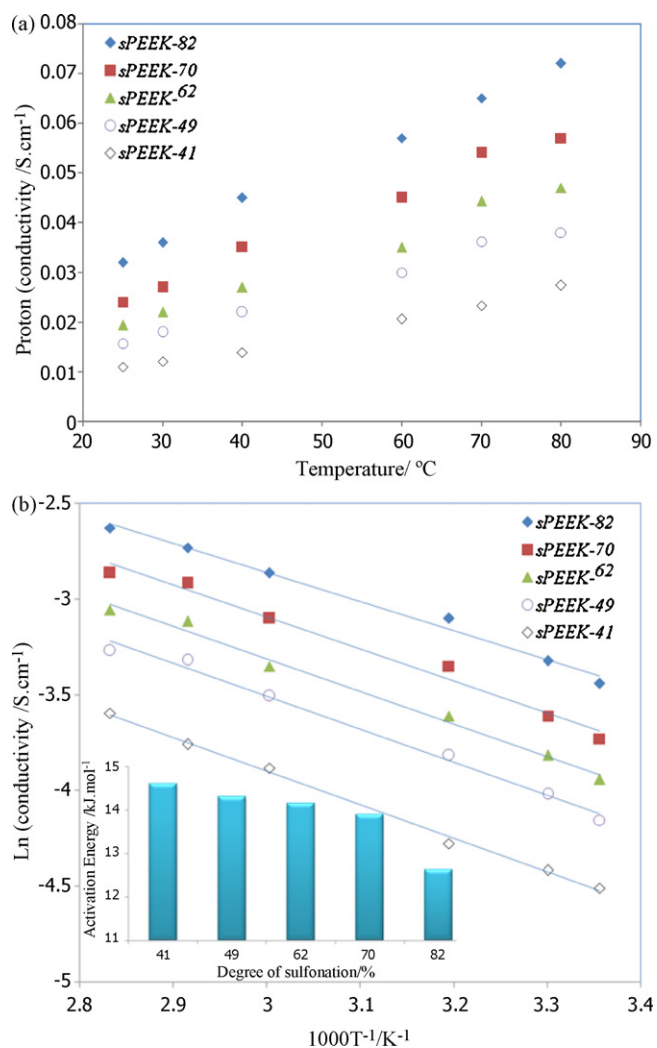 (a)
0.08
0.07
0.06
0.05
0.04
0.03
0.02
0.01
0
Proton (conductivity /S.cm⁻¹)
sPEEK-82
sPEEK-70
sPEEK-⁶²
sPEEK-49
sPEEK-41
20 30 40 50 60 70 80 90
Temperature/ °C
(b)
-2.5
-3
-3.5
-4
-4.5
-5
Ln (conductivity /S.cm⁻¹)
sPEEK-82
sPEEK-70
sPEEK-⁶²
sPEEK-49
sPEEK-41
15
14
13
12
11
Activation Energy /kJ.mol⁻¹
41 49 62 70 82
Degree of sulfonation/%
2.8 2.9 3 3.1 3.2 3.3 3.4
1000T⁻¹/K⁻¹